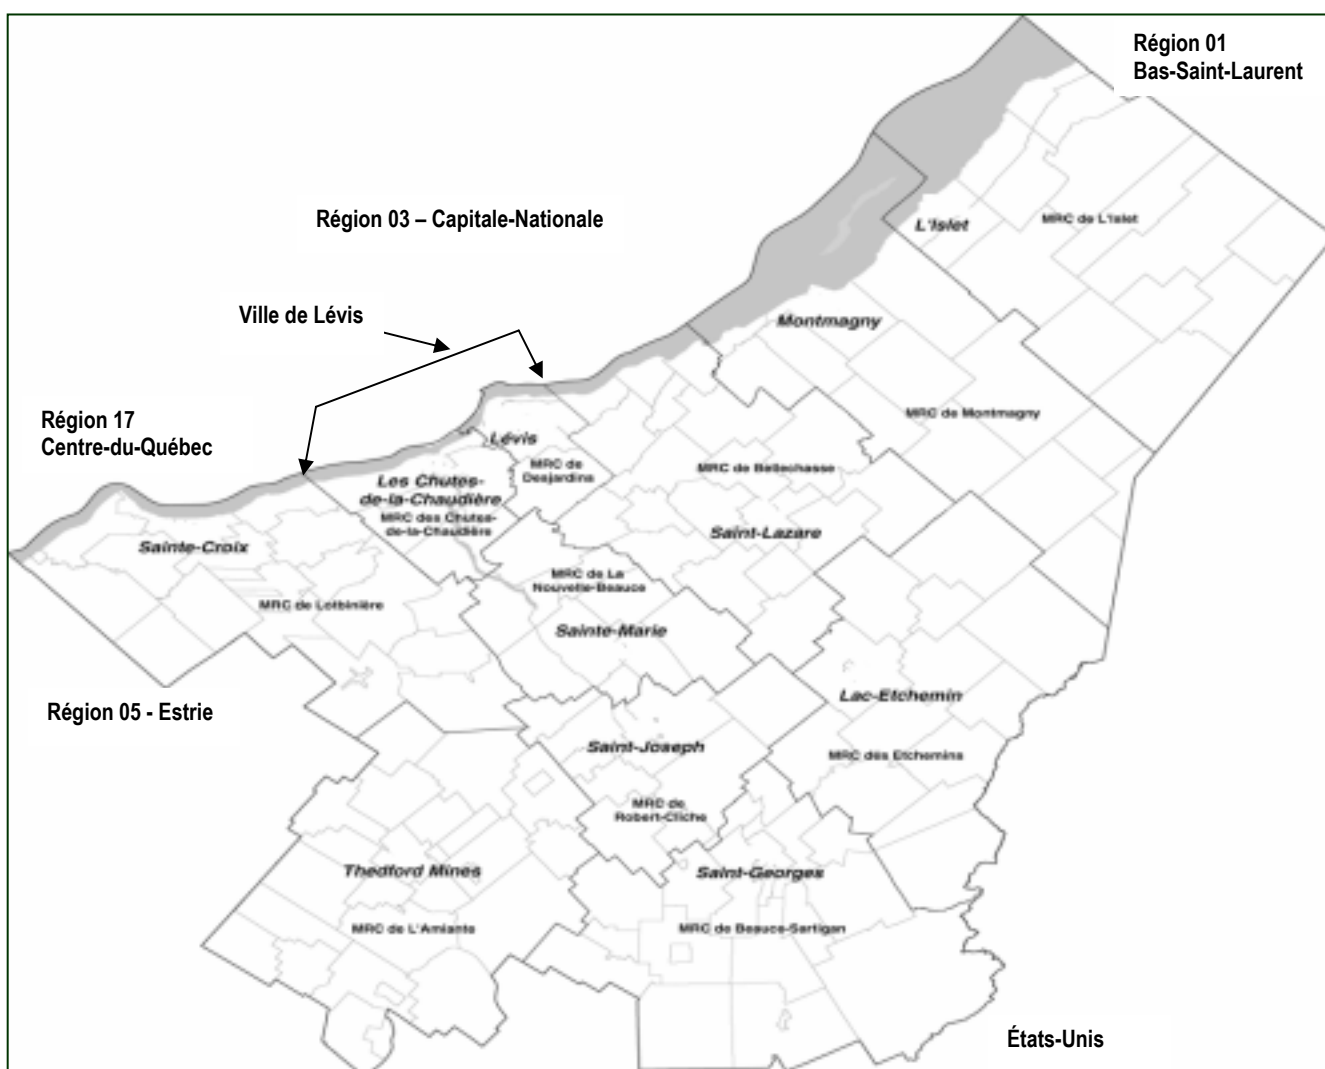 Région 01
Bas-Saint-Laurent
Région 03 – Capitale-Nationale
L'Islet
MRC de L'Islet
Ville de Lévis
Montmagny
MRC de Montmagny
Région 17
Centre-du-Québec
Lévis
MRC de
Desjardins
MRC de Bellechasse
Les Chutes-
de-la-Chaudière
MRC des Chutes-
de-la-Chaudière
Saint-Lazare
Sainte-Croix
MRC de Lotbinière
MRC de La
Nouvelle-Beauce
Sainte-Marie
Région 05 - Estrie
Lac-Etchemin
MRC des Etchemins
Saint-Joseph
MRC de
Robert-Cliche
Thedford Mines
MRC de L'Amiante
Saint-Georges
MRC de Beauce-Sartigan
États-Unis